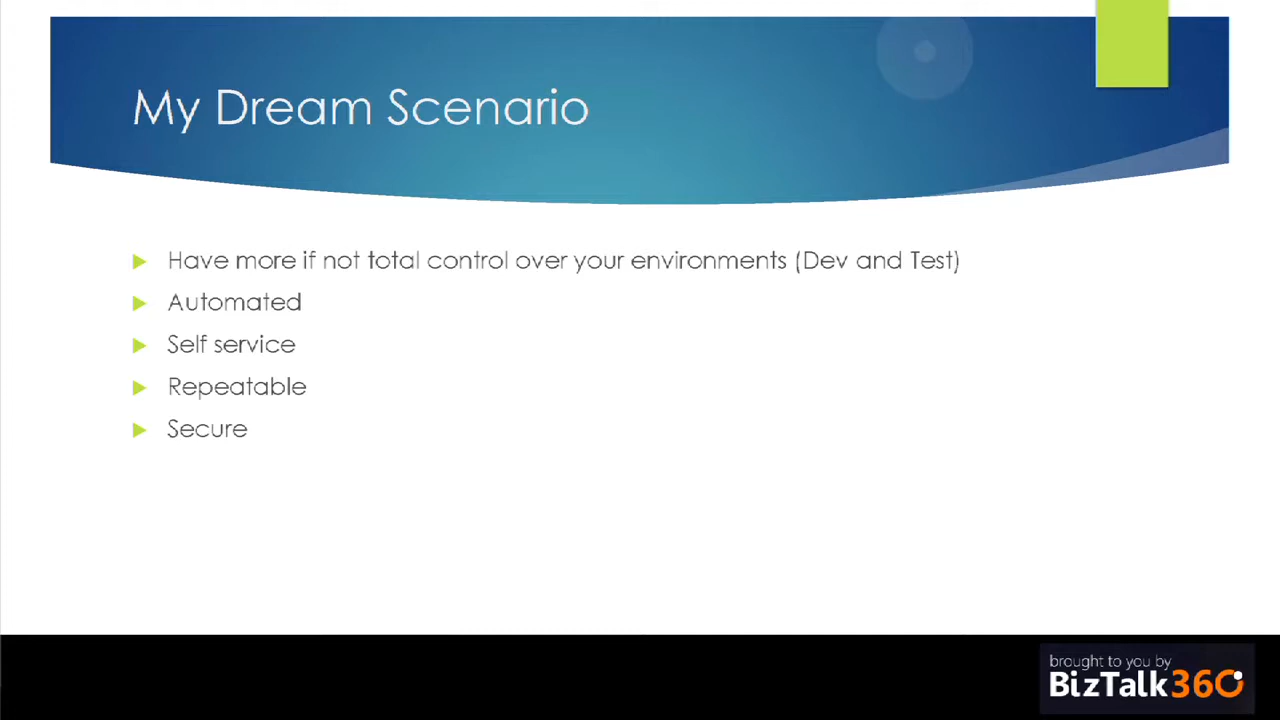 My Dream Scenario
Have more if not total control over your environments (Dev and Test)
Automated
Self service
Repeatable
Secure
brought to you by
BizTalk360